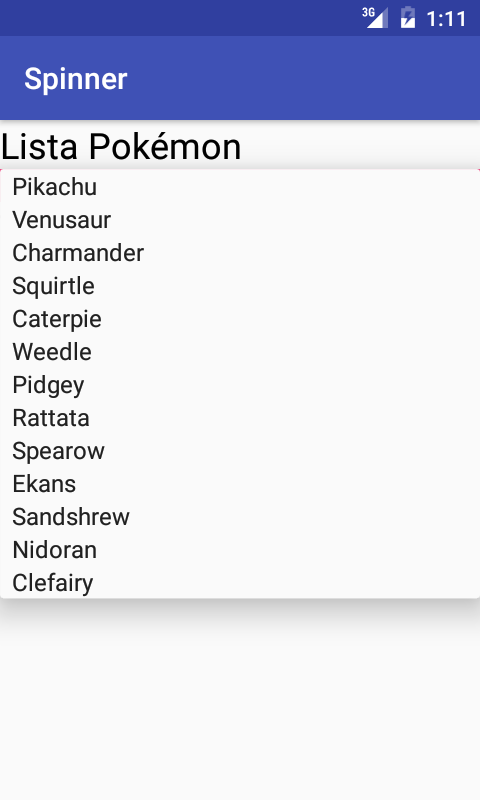 3G 1:11
Spinner
Lista Pokémon
Pikachu
Venusaur
Charmander
Squirtle
Caterpie
Weedle
Pidgey
Rattata
Spearow
Ekans
Sandshrew
Nidoran
Clefairy